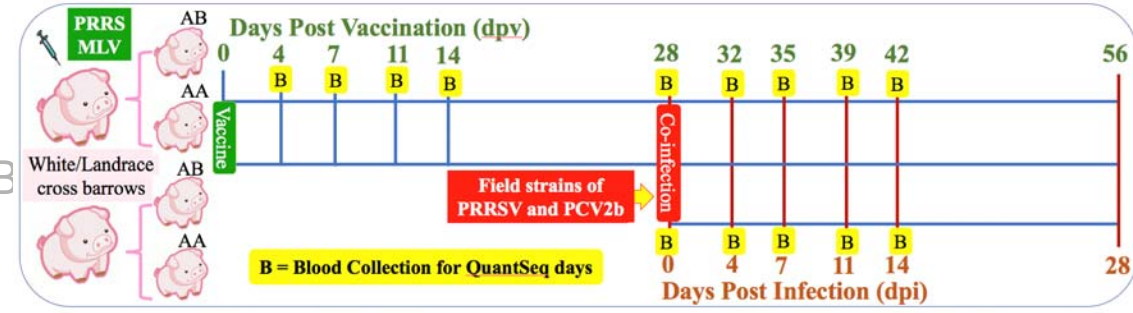 PRRS
MLV
AB
Days Post Vaccination (dpv)
0 4 7 11 14 28 32 35 39 42 56
B B B B B B B B B
AA
Vaccine
Co-infection
White/Landrace
cross barrows
AB
Field strains of
PRRSV and PCV2b
AA
B = Blood Collection for QuantSeq days
B B B B B
0 4 7 11 14 28
Days Post Infection (dpi)
B